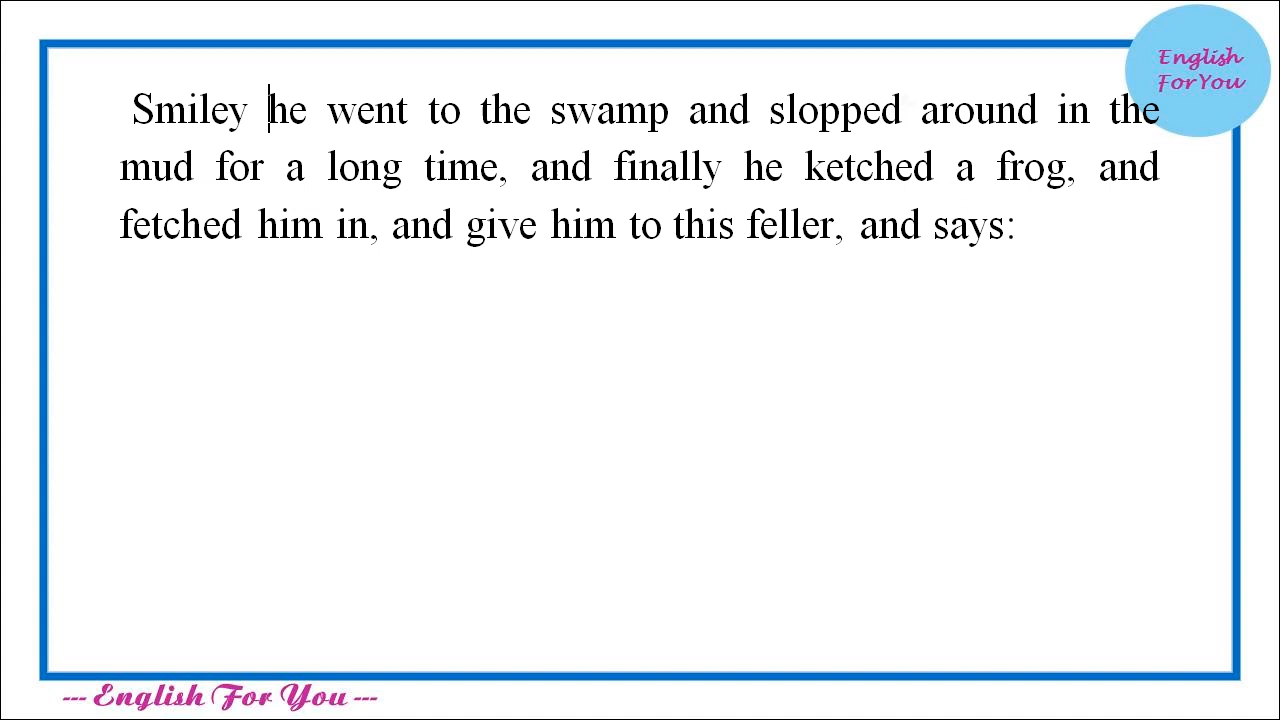 English
ForYou
Smiley he went to the swamp and slopped around in the
mud for a long time, and finally he ketched a frog, and
fetched him in, and give him to this feller, and says:
--- English For You ---